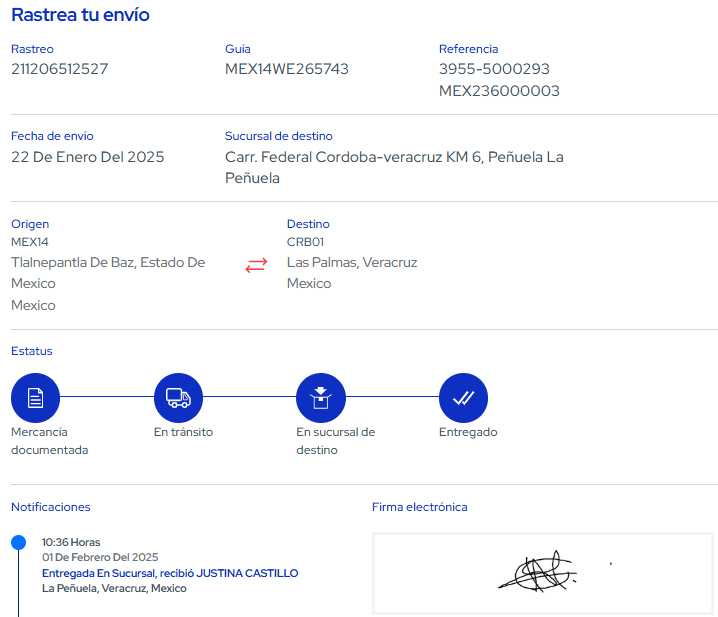 Rastrea tu envío
Rastreo
211206512527
Guía
MEX14WE265743
Referencia
3955-5000293
MEX236000003
Fecha de envío
22 De Enero Del 2025
Sucursal de destino
Carr. Federal Cordoba-veracruz KM 6, Peñuela La
Peñuela
Origen
MEX14
Tlalnepantla De Baz, Estado De
Mexico
Mexico
Destino
CRB01
Las Palmas, Veracruz
Mexico
Estatus
Mercancía
documentada
En tránsito
En sucursal de
destino
Entregado
Notificaciones
10:36 Horas
01 De Febrero Del 2025
Entregada En Sucursal, recibió JUSTINA CASTILLO
La Peñuela, Veracruz, Mexico
Firma electrónica